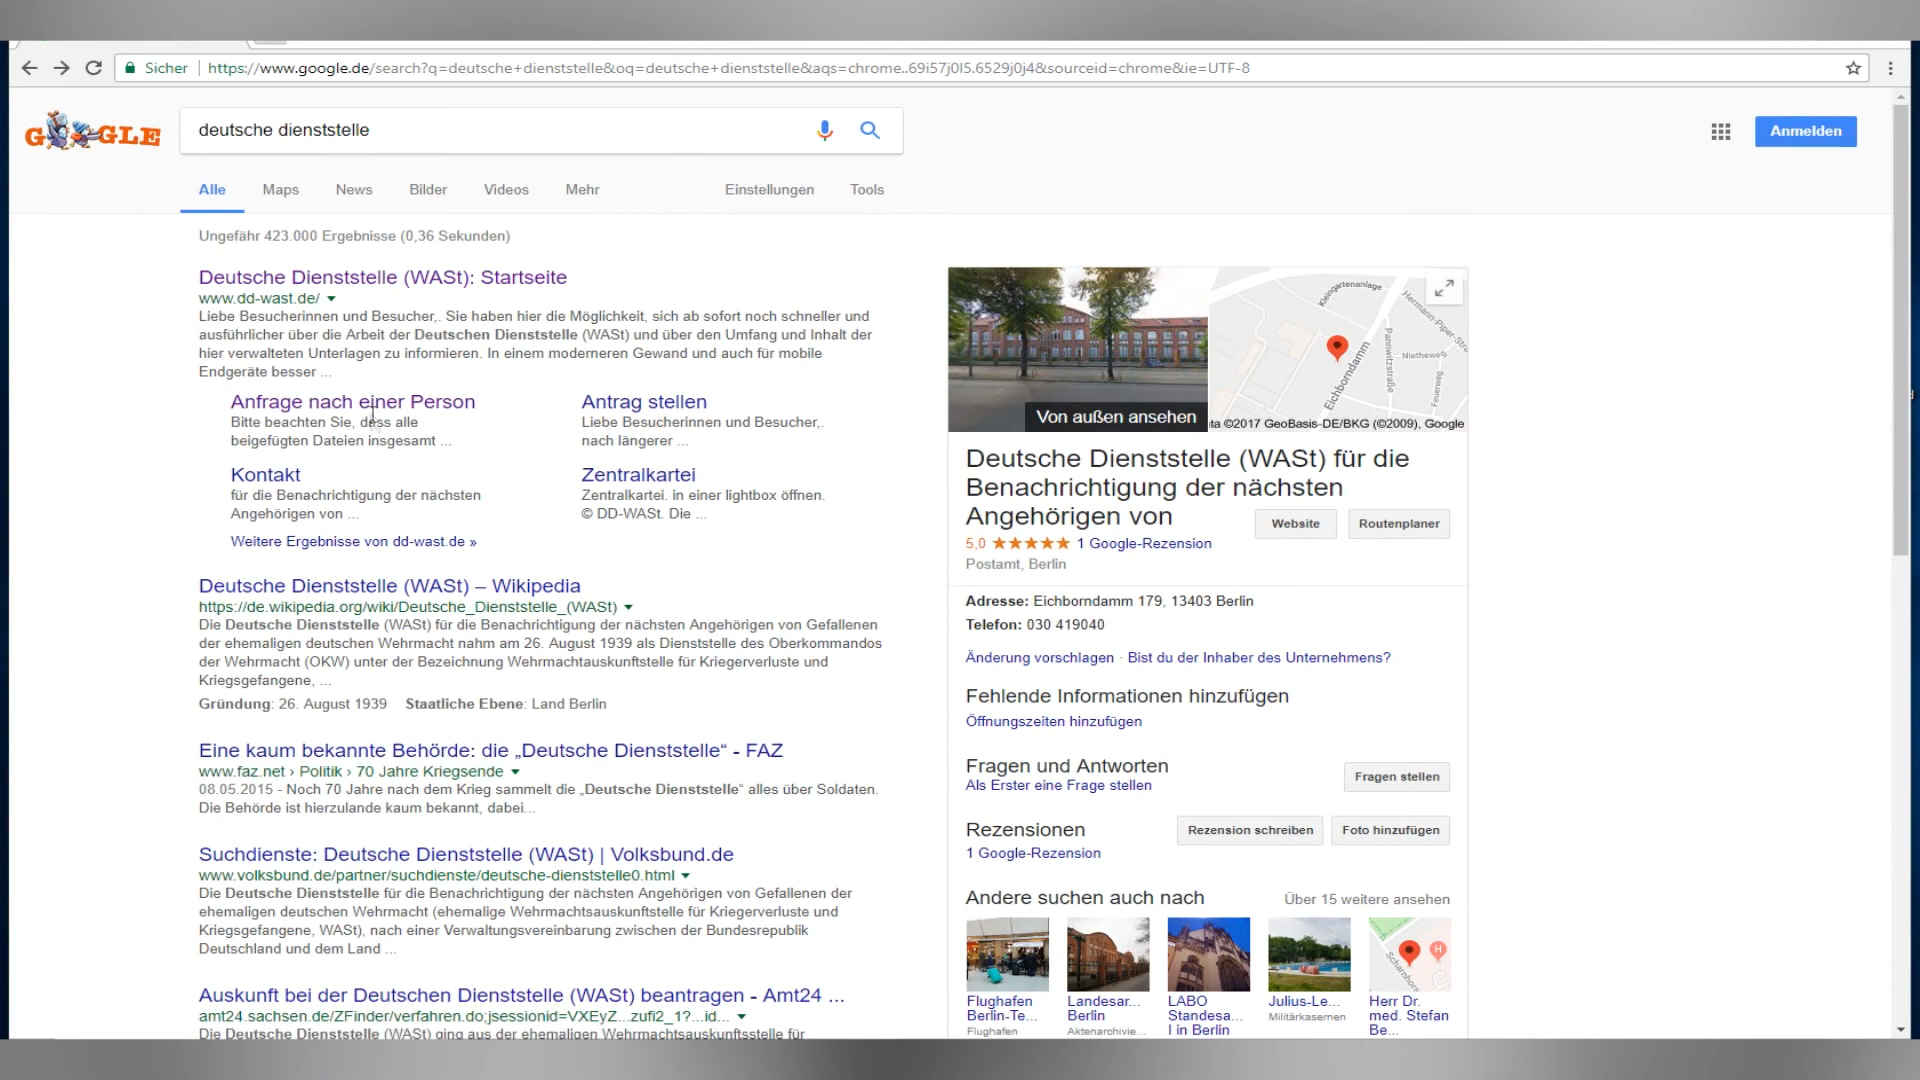 Sicher https://www.google.de/search?q=deutsche+dienststelle&oq=deutsche+dienststelle&aqs=chrome..69i57j0l5.6529j0j4&sourceid=chrome&ie=UTF-8
deutsche dienststelle
Anmelden
Alle Maps News Bilder Videos Mehr Einstellungen Tools
Ungefähr 423.000 Ergebnisse (0,36 Sekunden)
Deutsche Dienststelle (WASt): Startseite
www.dd-wast.de/
Liebe Besucherinnen und Besucher,. Sie haben hier die Möglichkeit, sich ab sofort noch schneller und
ausführlicher über die Arbeit der Deutschen Dienststelle (WASt) und über den Umfang und Inhalt der
hier verwalteten Unterlagen zu informieren. In einem moderneren Gewand und auch für mobile
Endgeräte besser ...
Anfrage nach einer Person
Bitte beachten Sie, dass alle
beigefügten Dateien insgesamt ...
Antrag stellen
Liebe Besucherinnen und Besucher,.
nach längerer ...
Kontakt
für die Benachrichtigung der nächsten
Angehörigen von ...
Zentralkartei
Zentralkartei. in einer lightbox öffnen.
© DD-WASt. Die ...
Weitere Ergebnisse von dd-wast.de »
Deutsche Dienststelle (WASt) – Wikipedia
https://de.wikipedia.org/wiki/Deutsche_Dienststelle_(WASt)
Die Deutsche Dienststelle (WASt) für die Benachrichtigung der nächsten Angehörigen von Gefallenen
der ehemaligen deutschen Wehrmacht nahm am 26. August 1939 als Dienststelle des Oberkommandos
der Wehrmacht (OKW) unter der Bezeichnung Wehrmachtauskunftstelle für Kriegerverluste und
Kriegsgefangene, ...
Gründung: 26. August 1939 Staatliche Ebene: Land Berlin
Eine kaum bekannte Behörde: die „Deutsche Dienststelle“ - FAZ
www.faz.net › Politik › 70 Jahre Kriegsende
08.05.2015 - Noch 70 Jahre nach dem Krieg sammelt die „Deutsche Dienststelle“ alles über Soldaten.
Die Behörde ist hierzulande kaum bekannt, dabei...
Suchdienste: Deutsche Dienststelle (WASt) | Volksbund.de
www.volksbund.de/partner/suchdienste/deutsche-dienststelle0.html
Die Deutsche Dienststelle für die Benachrichtigung der nächsten Angehörigen von Gefallenen der
ehemaligen deutschen Wehrmacht (ehemalige Wehrmachtsauskunftstelle für Kriegerverluste und
Kriegsgefangene, WASt), nach einer Verwaltungsvereinbarung zwischen der Bundesrepublik
Deutschland und dem Land ...
Auskunft bei der Deutschen Dienststelle (WASt) beantragen - Amt24 ...
amt24.sachsen.de/ZFinder/verfahren.do;jsessionid=VXEyZ...zufi2_1?...id...
Die Deutsche Dienststelle (WASt) ging aus der ehemaligen Wehrmachtsauskunftsstelle für
Von außen ansehen
Kleingartenanlage
Hermann-Piper-Str
Pannwitzstraße
Eichborndamm
Feuerweg
ta ©2017 GeoBasis-DE/BKG (©2009), Google
Deutsche Dienststelle (WASt) für die
Benachrichtigung der nächsten
Angehörigen von
Website Routenplaner
5,0 1 Google-Rezension
Postamt, Berlin
Adresse: Eichborndamm 179, 13403 Berlin
Telefon: 030 419040
Änderung vorschlagen · Bist du der Inhaber des Unternehmens?
Fehlende Informationen hinzufügen
Öffnungszeiten hinzufügen
Fragen und Antworten
Als Erster eine Frage stellen
Fragen stellen
Rezensionen
Rezension schreiben Foto hinzufügen
1 Google-Rezension
Andere suchen auch nach Über 15 weitere ansehen
Scharnhors
H
Flughafen
Berlin-Te...
Flughafen
Landesar...
Berlin
Aktenarchivie...
LABO
Standesa...
I in Berlin
Julius-Le...
Militärkasernen
Herr Dr.
med. Stefan
Be...